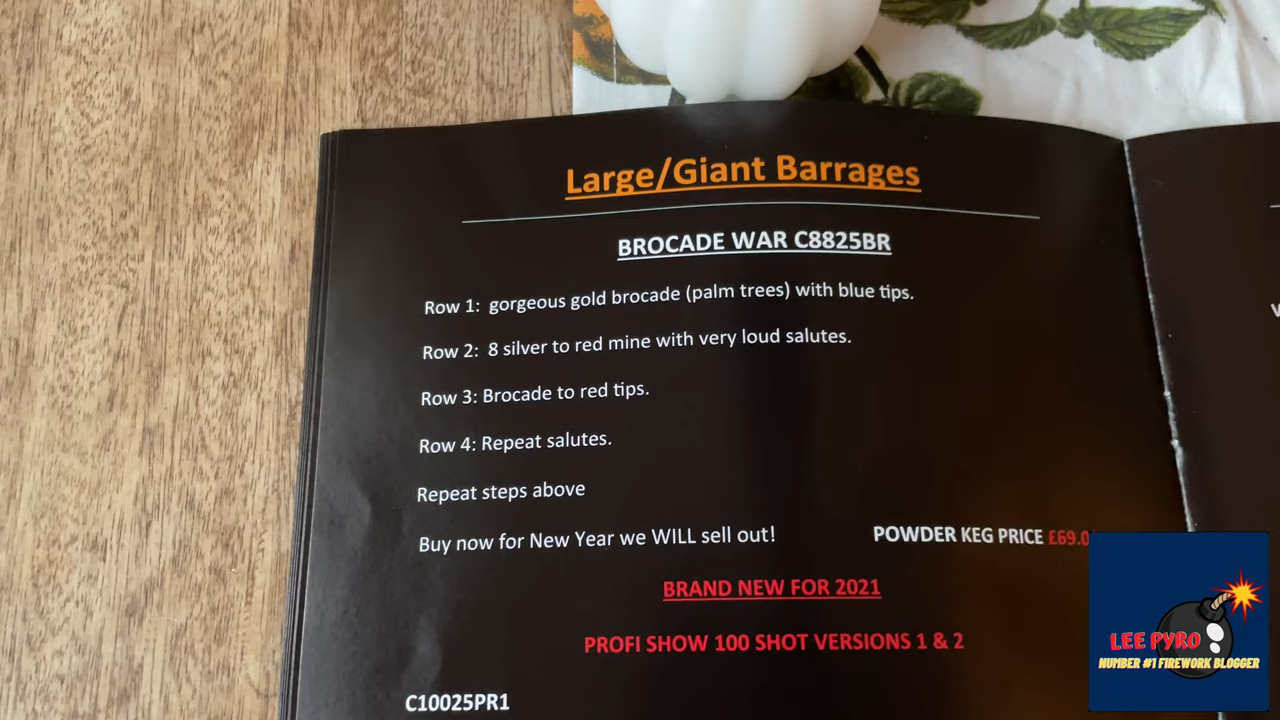 Large/Giant Barrages
BROCADE WAR C8825BR
Row 1: gorgeous gold brocade (palm trees) with blue tips.
Row 2: 8 silver to red mine with very loud salutes.
Row 3: Brocade to red tips.
Row 4: Repeat salutes.
Repeat steps above
Buy now for New Year we WILL sell out! POWDER KEG PRICE
BRAND NEW FOR 2021
PROFI SHOW 100 SHOT VERSIONS 1 & 2
C10025PR1
LEE PYRO
NUMBER #1 FIREWORK BLOGGER